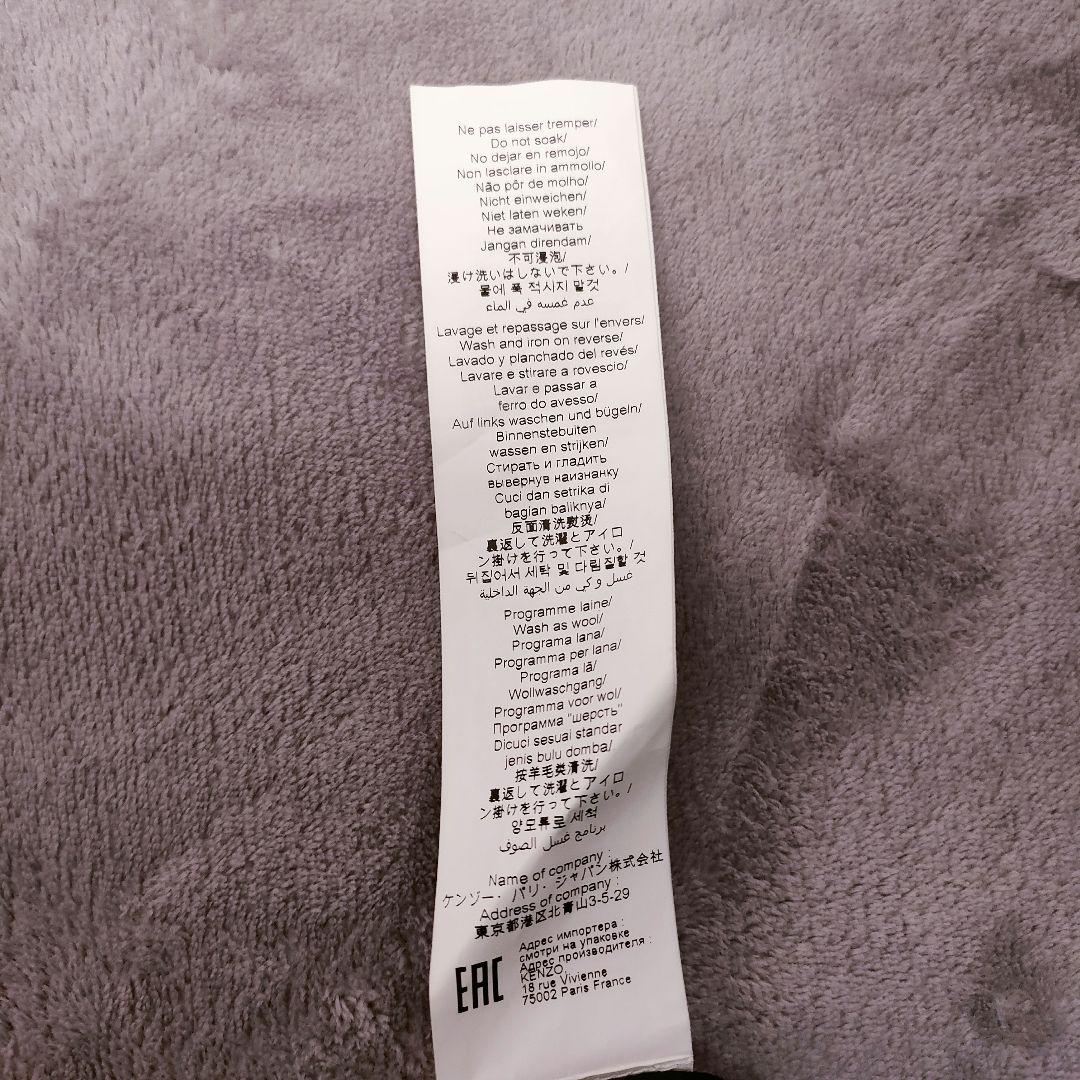 Ne pas laisser tremper/
Do not soak/
No dejar en remojo/
Non lasclare in ammollo/
Não pôr de molho/
Nicht einweichen/
Niet laten weken/
Не замачивать
Jangan direndam/
不可浸泡/
浸け洗いはしないで下さい。/
물에 푹 적시지 말것
عدم غمسه في الماء
Lavage et repassage sur l'envers/
Wash and iron on reverse/
Lavado y planchado del revés/
Lavare e stirare a rovescio/
Lavar e passar a
ferro do avesso/
Auf links waschen und bügeln/
Binnenstebuiten
wassen en strijken/
Стирать и гладить
вывернув наизнанку
Cuci dan setrika di
bagian baliknya/
反面清洗熨烫/
裏返して洗濯とアイロ
ン掛けを行って下さい。/
뒤집어서 세탁 및 다림질할 것
غسل و كي من الجهة الداخلية
Programme laine/
Wash as wool/
Programa lana/
Programma per lana/
Programa lã/
Wollwaschgang/
Programma voor wol/
Программа "шерсть"
Dicuci sesuai standar
jenis bulu domba/
按羊毛类清洗/
裏返して洗濯とアイロ
ン掛けを行って下さい。/
양모류로 세척
برنامج غسل الصوف
Name of company :
ケンゾー・パリ・ジャパン株式会社
Address of company :
東京都港区北青山3-5-29
EAC
Адрес импортера :
смотри на упаковке
Адрес производителя :
KENZO,
18 rue Vivienne
75002 Paris France